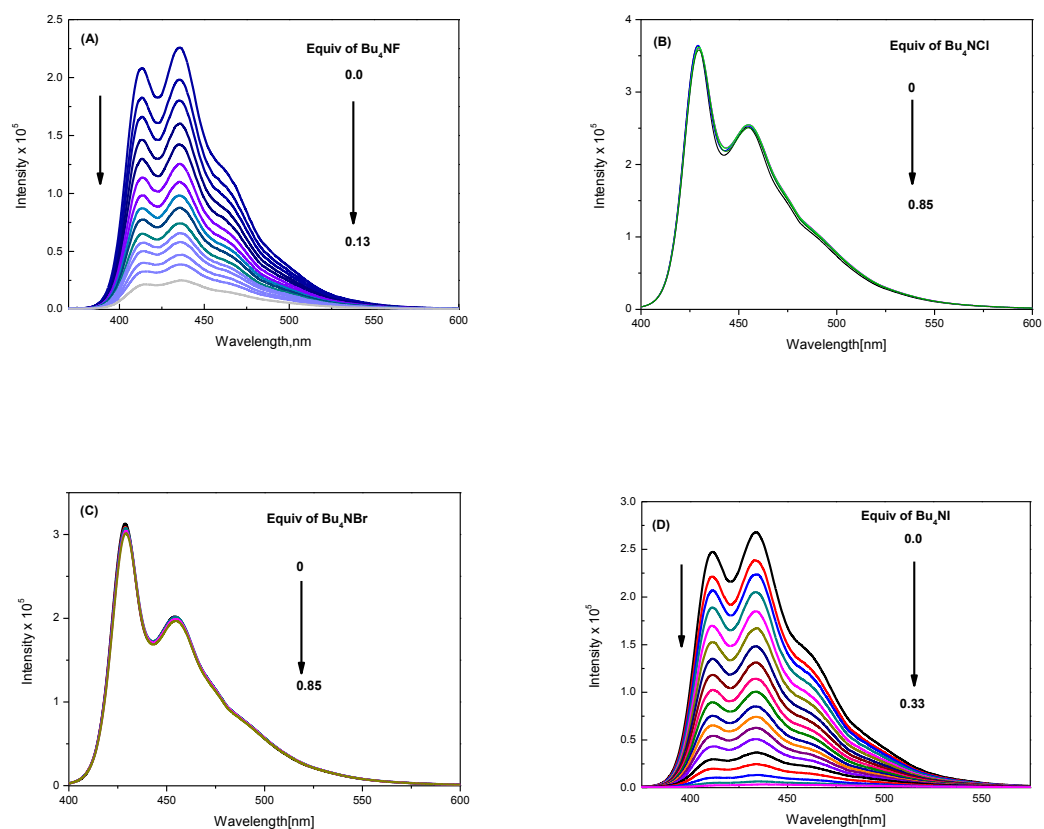 (A)
Equiv of Bu4NF
0.0
0.13
Intensity x 10^5
2.5
2.0
1.5
1.0
0.5
0.0
400 450 500 550 600
Wavelength,nm
(B)
Equiv of Bu4NCl
0
0.85
Intensity x 10^5
4
3
2
1
0
400 450 500 550 600
Wavelength[nm]
(C)
Equiv of Bu4NBr
0
0.85
Intensity x 10^5
3
2
1
0
400 425 450 475 500 525 550 575 600
Wavelength[nm]
(D)
Equiv of Bu4NI
0.0
0.33
Intensity x 10^5
3.0
2.5
2.0
1.5
1.0
0.5
0.0
400 450 500 550
Wavelength[nm]